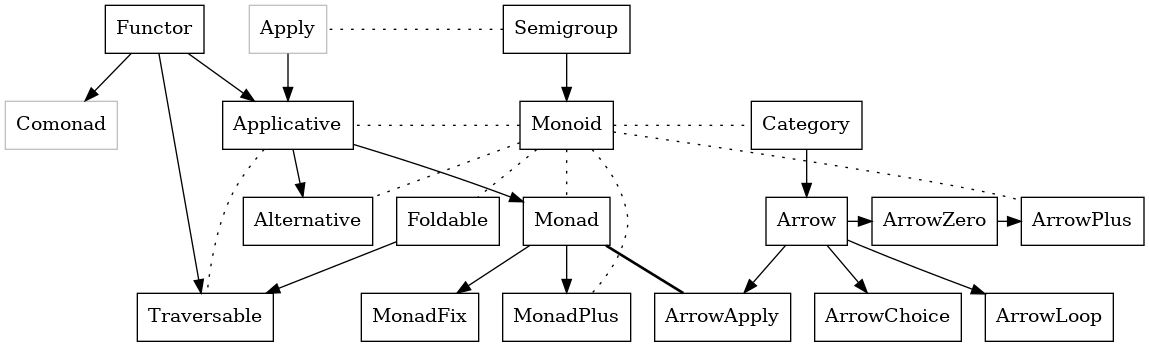 Functor
Apply
Semigroup
Comonad
Applicative
Monoid
Category
Alternative
Foldable
Monad
Arrow
ArrowZero
ArrowPlus
Traversable
MonadFix
MonadPlus
ArrowApply
ArrowChoice
ArrowLoop